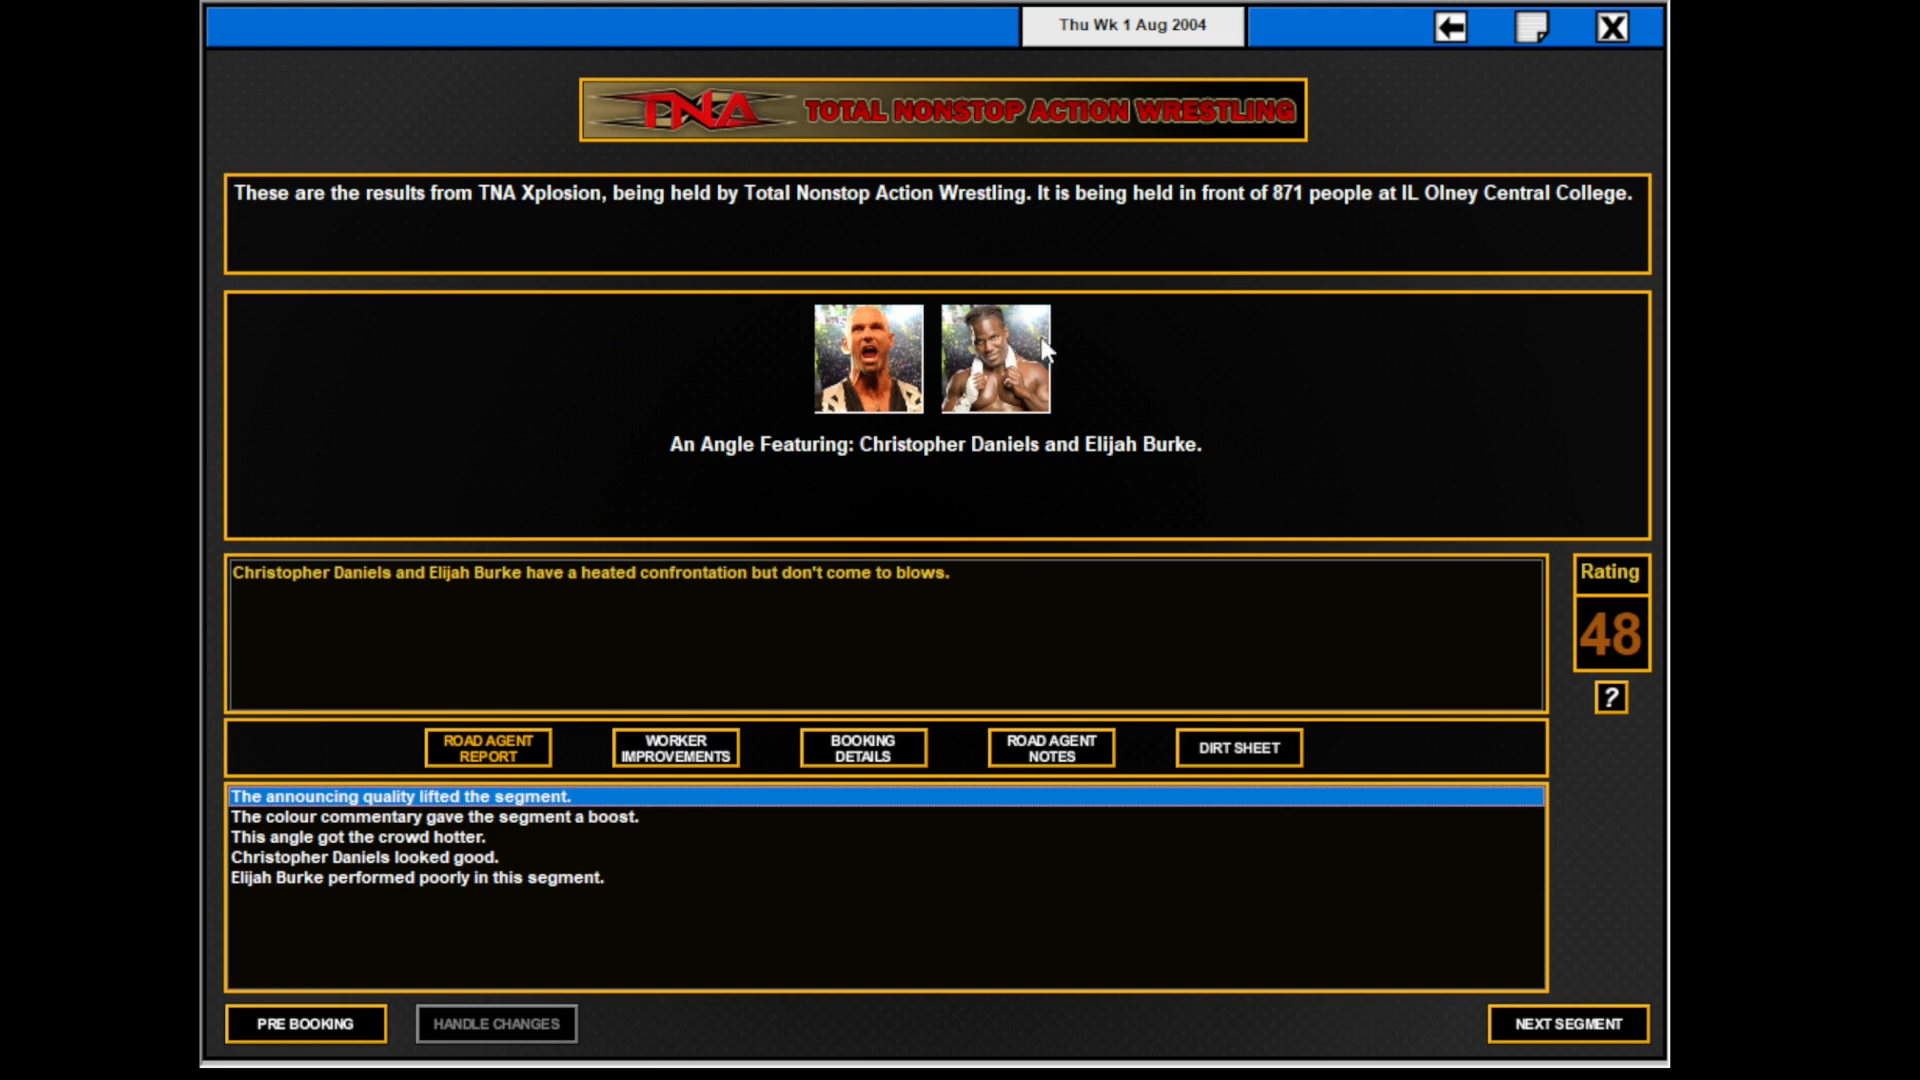 Thu Wk 1 Aug 2004
TNA TOTAL NONSTOP ACTION WRESTLING
These are the results from TNA Xplosion, being held by Total Nonstop Action Wrestling. It is being held in front of 871 people at IL Olney Central College.
An Angle Featuring: Christopher Daniels and Elijah Burke.
Christopher Daniels and Elijah Burke have a heated confrontation but don't come to blows.
Rating
48
?
ROAD AGENT REPORT
WORKER IMPROVEMENTS
BOOKING DETAILS
ROAD AGENT NOTES
DIRT SHEET
The announcing quality lifted the segment.
The colour commentary gave the segment a boost.
This angle got the crowd hotter.
Christopher Daniels looked good.
Elijah Burke performed poorly in this segment.
PRE BOOKING
HANDLE CHANGES
NEXT SEGMENT